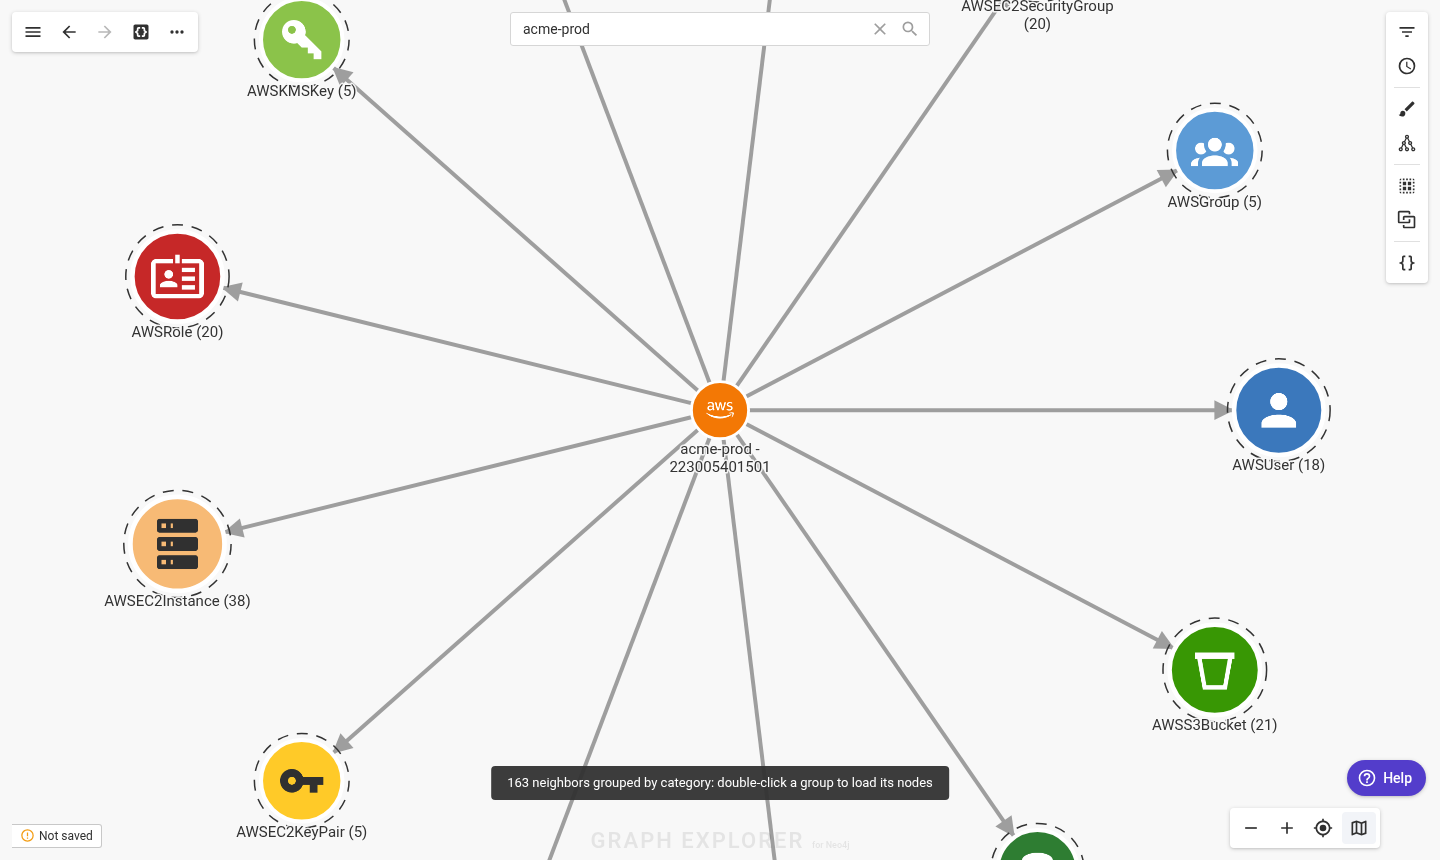 AWSEC2SecurityGroup
(20)
acme-prod
AWSKMSKey (5)
AWSGroup (5)
AWSRole (20)
aws
acme-prod -
223005401501
AWSUser (18)
AWSEC2Instance (38)
AWSS3Bucket (21)
163 neighbors grouped by category: double-click a group to load its nodes
Help
AWSEC2KeyPair (5)
Not saved
GRAPH EXPLORER for Neo4j